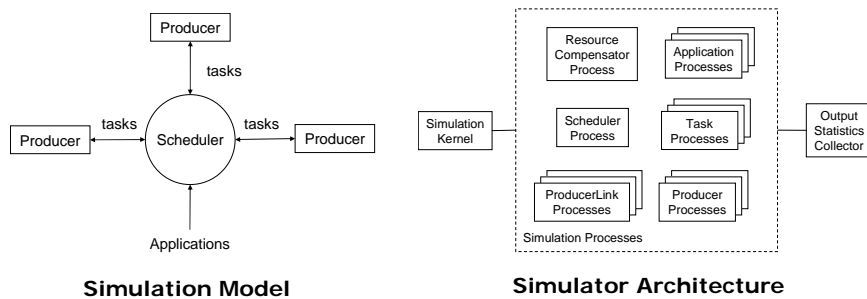 Producer
tasks
Producer
tasks
Scheduler
tasks
Producer
Applications
Simulation Model
Resource
Compensator
Process
Application
Processes
Simulation
Kernel
Scheduler
Process
Task
Processes
Output
Statistics
Collector
ProducerLink
Processes
Producer
Processes
Simulation Processes
Simulator Architecture